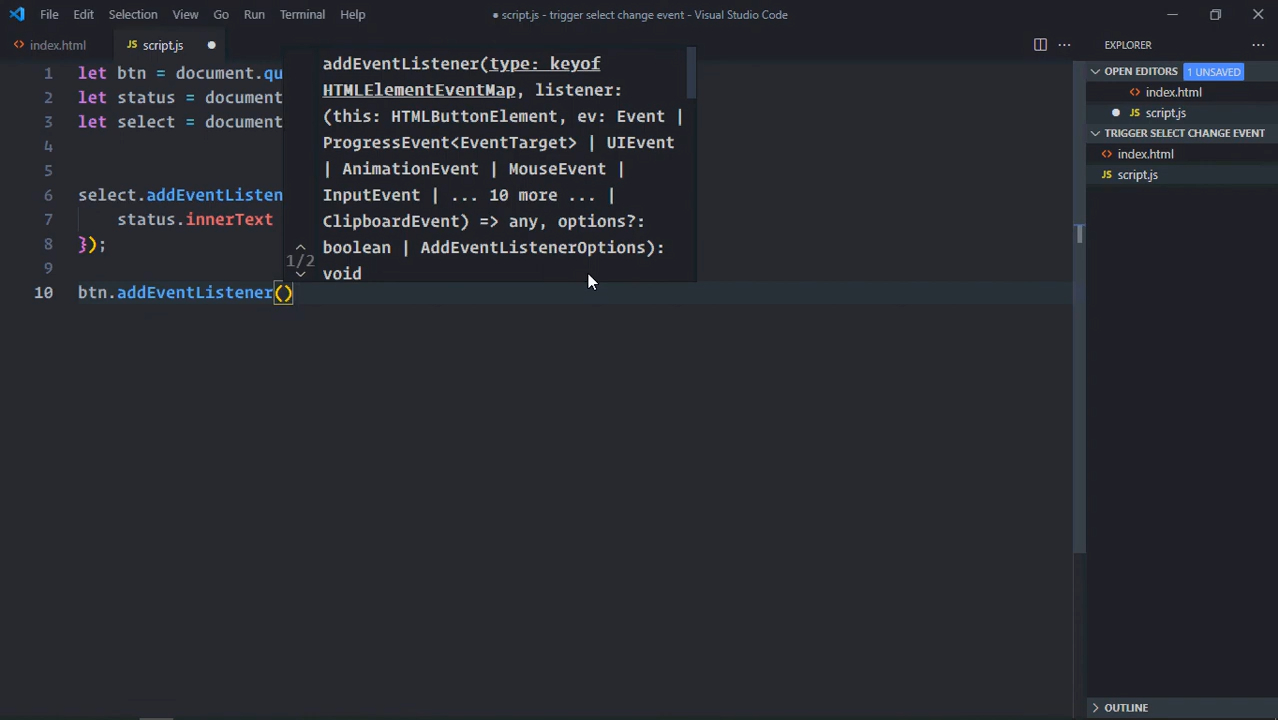 File Edit Selection View Go Run Terminal Help
● script.js - trigger select change event - Visual Studio Code
<> index.html
JS script.js ●
EXPLORER
OPEN EDITORS 1 UNSAVED
<> index.html
● JS script.js
TRIGGER SELECT CHANGE EVENT
<> index.html
JS script.js
1 let btn = document.qu
2 let status = document
3 let select = document
4
5
6 select.addEventListen
7 status.innerText
8 });
9
10 btn.addEventListener()
addEventListener(type: keyof
HTMLElementEventMap, listener:
(this: HTMLButtonElement, ev: Event |
ProgressEvent<EventTarget> | UIEvent
| AnimationEvent | MouseEvent |
InputEvent | ... 10 more ... |
ClipboardEvent) => any, options?:
boolean | AddEventListenerOptions):
void
1/2
OUTLINE